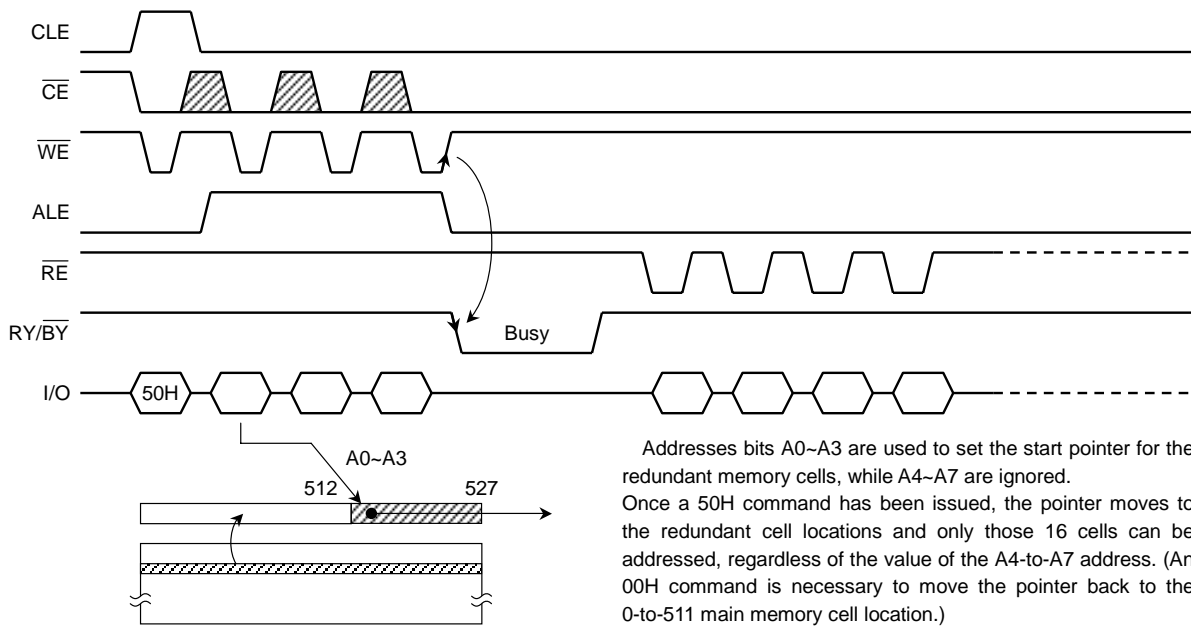 CLE
CE
WE
ALE
RE
RY/BY
Busy
I/O
50H
A0~A3
512
527
Addresses bits A0~A3 are used to set the start pointer for the
redundant memory cells, while A4~A7 are ignored.
Once a 50H command has been issued, the pointer moves to
the redundant cell locations and only those 16 cells can be
addressed, regardless of the value of the A4-to-A7 address. (An
00H command is necessary to move the pointer back to the
0-to-511 main memory cell location.)